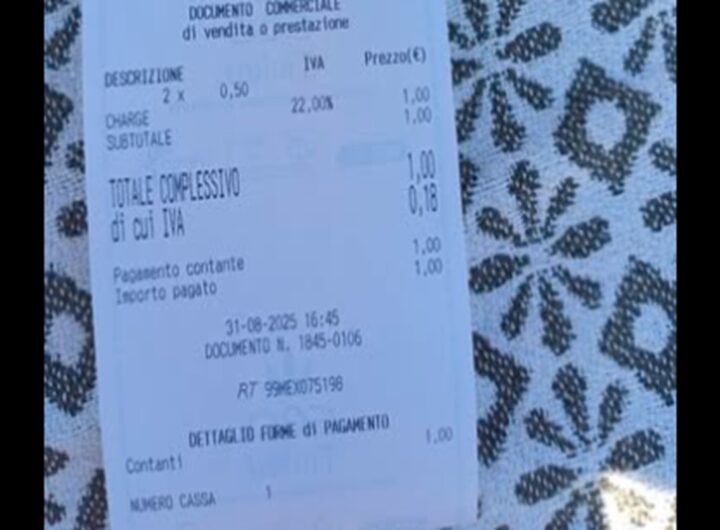 DOCUMENTO COMMERCIALE
di vendita o prestazione
DESCRIZIONE IVA Prezzo(€)
2 x 0,50
CHARGE 22,00% 1,00
SUBTOTALE 1,00
TOTALE COMPLESSIVO 1,00
di cui IVA 0,18
Pagamento contante 1,00
Importo pagato 1,00
31-08-2025 16:45
DOCUMENTO N. 1845-0106
RT 99MEX075198
DETTAGLIO FORME di PAGAMENTO
Contanti 1,00
NUMERO CASSA 1